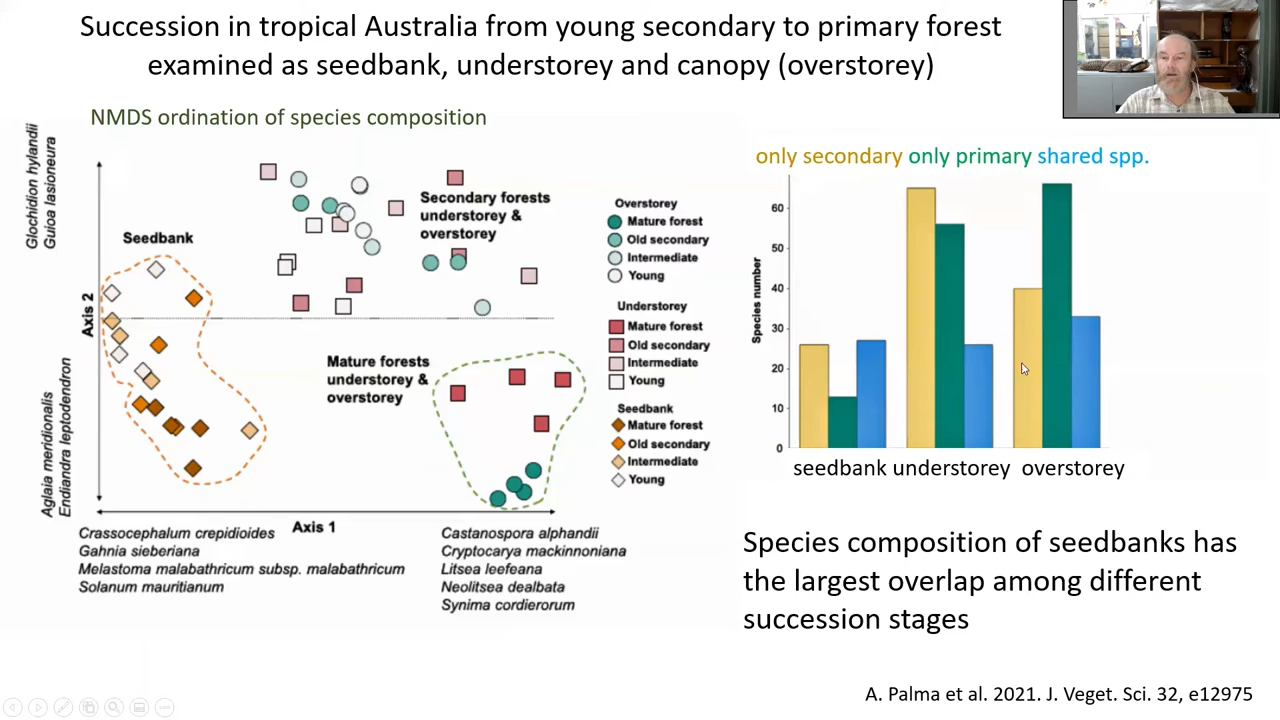 Succession in tropical Australia from young secondary to primary forest
examined as seedbank, understorey and canopy (overstorey)
NMDS ordination of species composition
Glochidion hylandii
Guioa lasioneura
Aglaia meridionalis
Endiandra leptodendron
Axis 2
Seedbank
Secondary forests
understorey &
overstorey
Mature forests
understorey &
overstorey
Axis 1
Crassocephalum crepidioides
Gahnia sieberiana
Melastoma malabathricum subsp. malabathricum
Solanum mauritianum
Castanospora alphandii
Cryptocarya mackinnoniana
Litsea leefeana
Neolitsea dealbata
Synima cordierorum
Overstorey
Mature forest
Old secondary
Intermediate
Young
Understorey
Mature forest
Old secondary
Intermediate
Young
Seedbank
Mature forest
Old secondary
Intermediate
Young
only secondary only primary shared spp.
Species number
60
50
40
30
20
10
0
seedbank understorey overstorey
Species composition of seedbanks has
the largest overlap among different
succession stages
A. Palma et al. 2021. J. Veget. Sci. 32, e12975